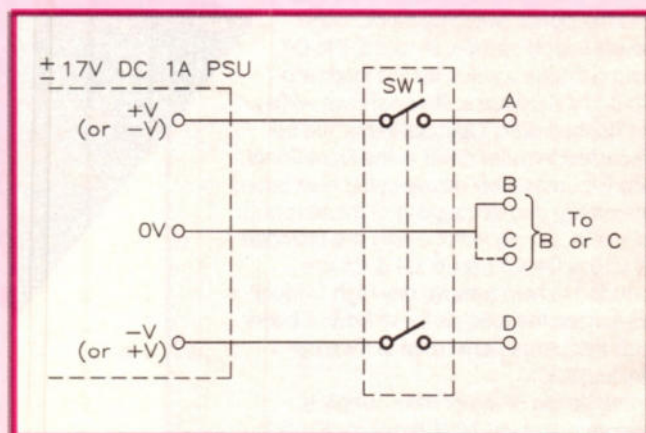 ± 17V DC 1A PSU
SW1
+V
(or −V)
A
B
0V
C
To
B or C
−V
(or +V)
D